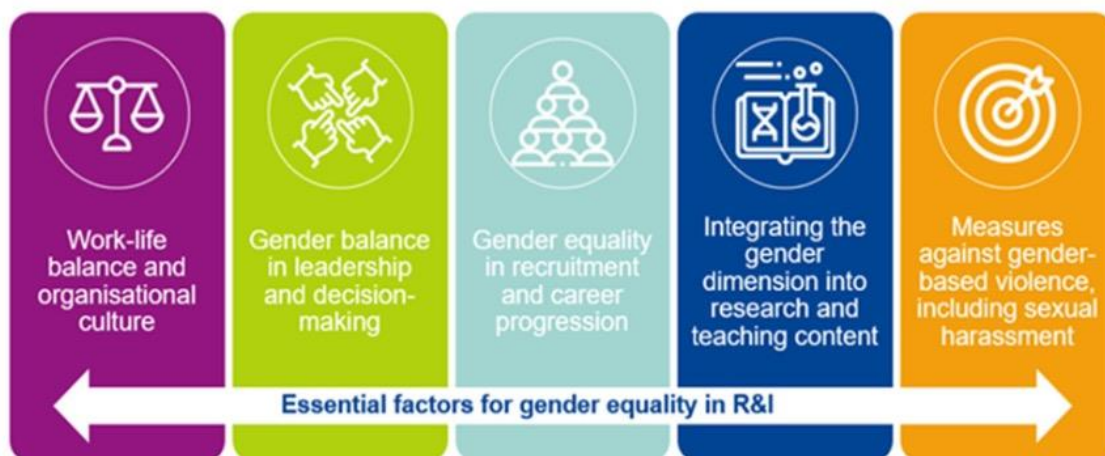 Work-life
balance and
organisational
culture
Gender balance
in leadership
and decision-
making
Gender equality
in recruitment
and career
progression
Integrating the
gender
dimension into
research and
teaching content
Measures
against gender-
based violence,
including sexual
harassment
Essential factors for gender equality in R&I